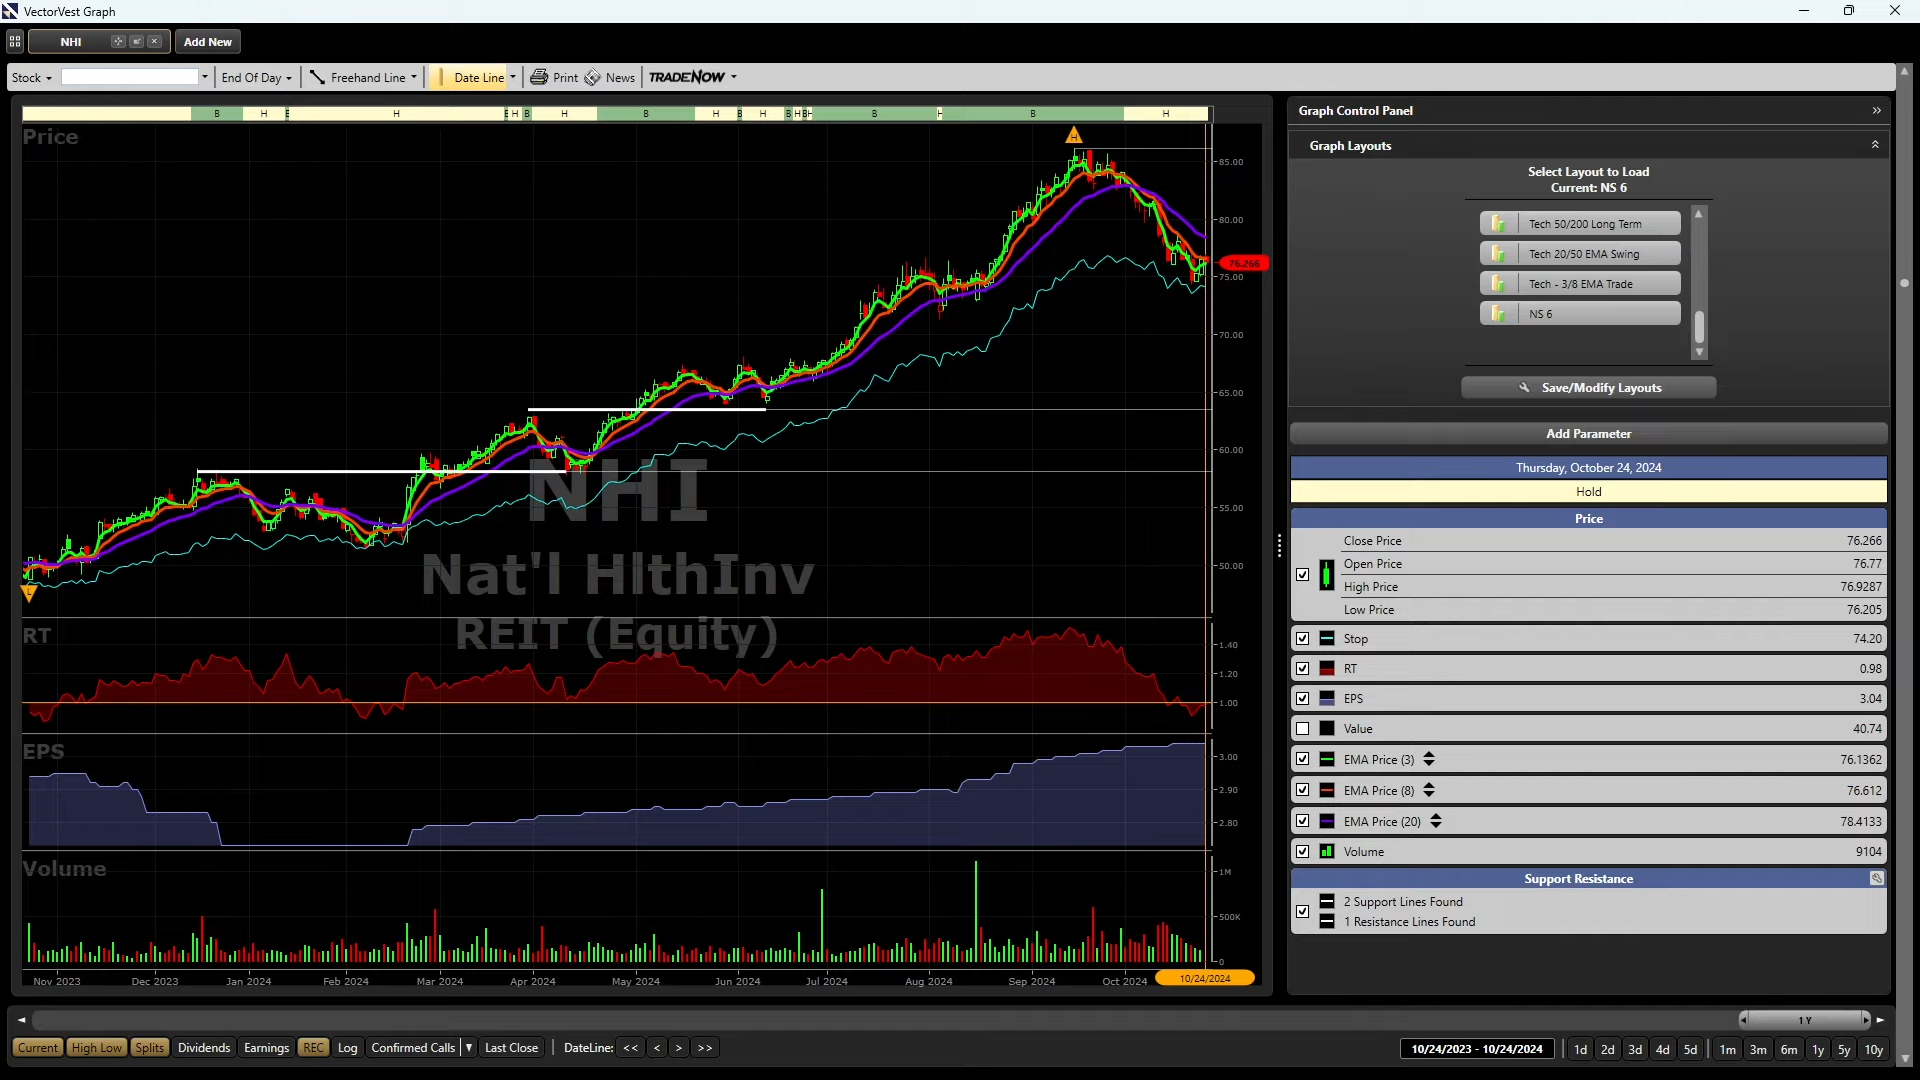 VectorVest Graph
NHI
Add New
Stock
End Of Day
Freehand Line
Date Line
Print
News
TRADENOW
B H H H B H B H B H B H B H B H
Price
H
85.00
80.00
76.266
75.00
70.00
65.00
60.00
55.00
50.00
L
NHI
Nat'l HlthInv
REIT (Equity)
RT
1.40
1.20
1.00
EPS
3.00
2.90
2.80
Volume
1M
500K
0
Nov 2023 Dec 2023 Jan 2024 Feb 2024 Mar 2024 Apr 2024 May 2024 Jun 2024 Jul 2024 Aug 2024 Sep 2024 Oct 2024 10/24/2024
Graph Control Panel
Graph Layouts
Select Layout to Load
Current: NS 6
Tech 50/200 Long Term
Tech 20/50 EMA Swing
Tech - 3/8 EMA Trade
NS 6
Save/Modify Layouts
Add Parameter
Thursday, October 24, 2024
Hold
Price
Close Price 76.266
Open Price 76.77
High Price 76.9287
Low Price 76.205
Stop 74.20
RT 0.98
EPS 3.04
Value 40.74
EMA Price (3) 76.1362
EMA Price (8) 76.612
EMA Price (20) 78.4133
Volume 9104
Support Resistance
2 Support Lines Found
1 Resistance Lines Found
1 Y
Current High Low Splits Dividends Earnings REC Log Confirmed Calls Last Close DateLine: << < > >>
10/24/2023 - 10/24/2024 1d 2d 3d 4d 5d 1m 3m 6m 1y 5y 10y